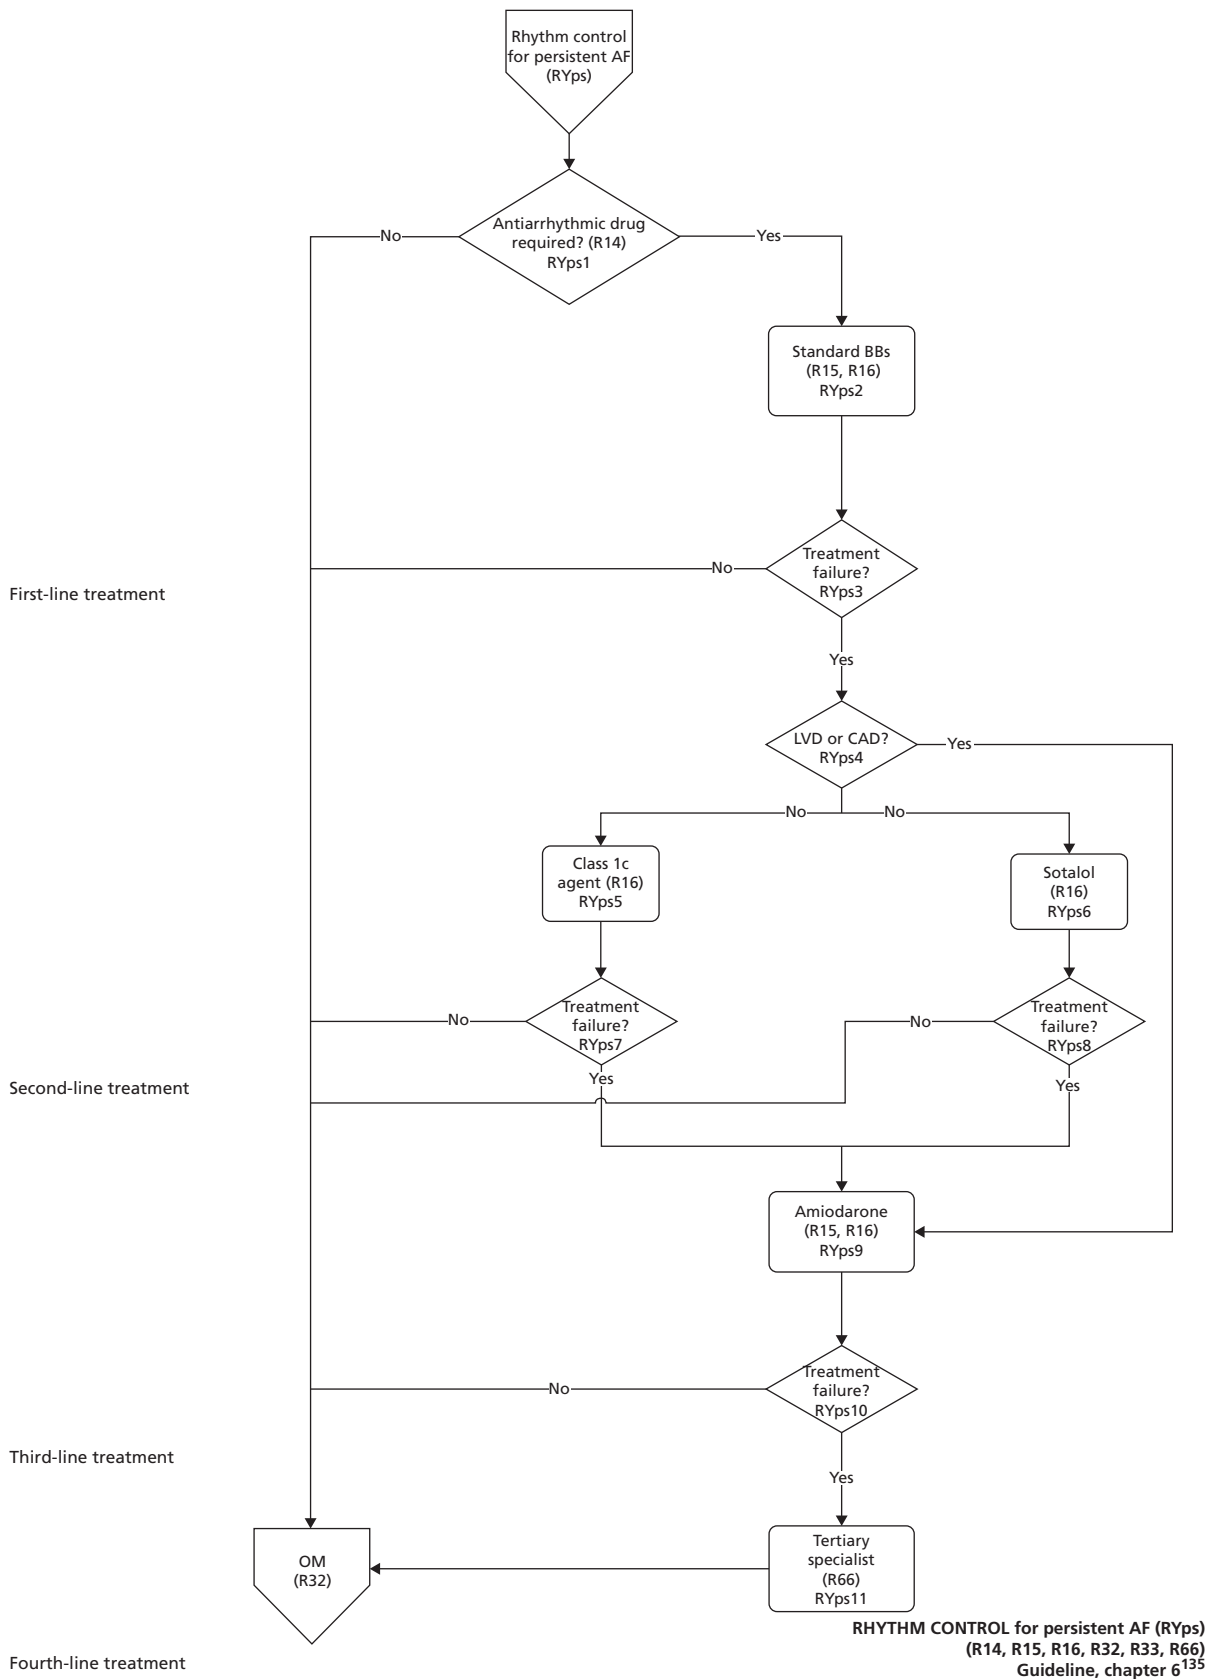 Rhythm control
for persistent AF
(RYps)
Antiarrhythmic drug
required? (R14)
RYps1
No
Yes
Standard BBs
(R15, R16)
RYps2
Treatment
failure?
RYps3
No
First-line treatment
Yes
LVD or CAD?
RYps4
Yes
No
No
Class 1c
agent (R16)
RYps5
Sotalol
(R16)
RYps6
Treatment
failure?
RYps7
No
Treatment
failure?
RYps8
No
Yes
Yes
Second-line treatment
Amiodarone
(R15, R16)
RYps9
Treatment
failure?
RYps10
No
Third-line treatment
Yes
OM
(R32)
Tertiary
specialist
(R66)
RYps11
Fourth-line treatment
RHYTHM CONTROL for persistent AF (RYps)
(R14, R15, R16, R32, R33, R66)
Guideline, chapter 6135